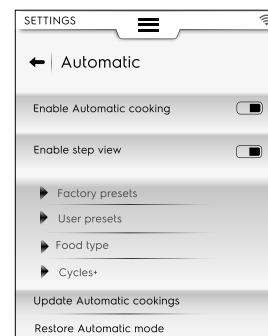 SETTINGS
Automatic
Enable Automatic cooking
Enable step view
Factory presets
User presets
Food type
Cycles+
Update Automatic cookings
Restore Automatic mode